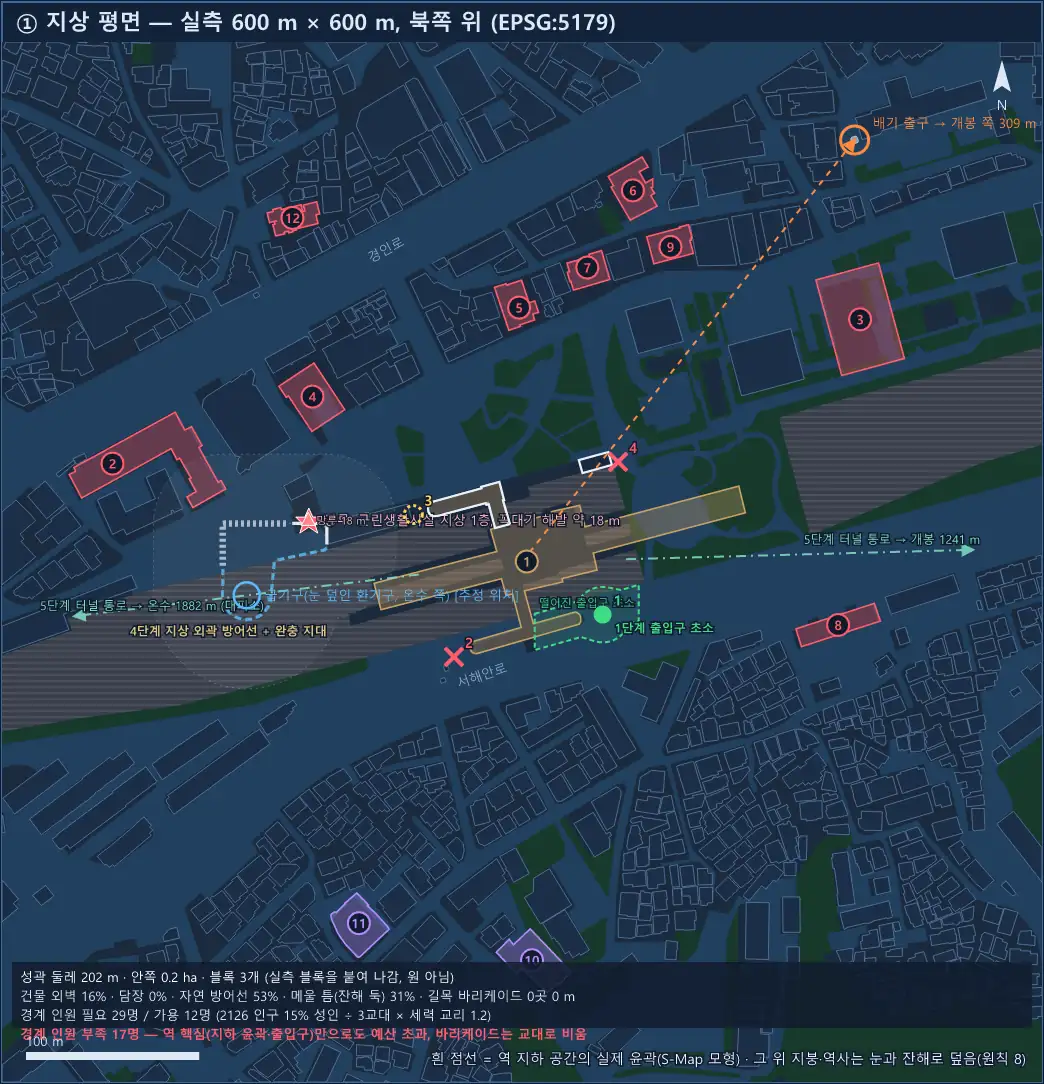 ① 지상 평면 — 실측 600 m × 600 m, 북쪽 위 (EPSG:5179)
N
배기 출구 → 개봉 쪽 309 m
6
12
경인로
9
7
5
3
4
4
2
3
근린생활시설 지상 1층, 꼭대기 해발 약 18 m
5단계 터널 통로 → 개봉 1241 m
1
급기구(눈 덮인 환기구, 온수 쪽) [추정 위치]
5단계 터널 통로 → 온수 1882 m
떨어진 출입구 초소
1
1단계 출입구 초소
4단계 지상 외곽 방어선 + 완충 지대
8
2
서해안로
11
10
성곽 둘레 202 m · 안쪽 0.2 ha · 블록 3개 (실측 블록을 붙여 나감, 원 아님)
건물 외벽 16% · 담장 0% · 자연 방어선 53% · 메울 틈(잔해 둑) 31% · 길목 바리케이드 0곳 0 m
경계 인원 필요 29명 / 가용 12명 (2126 인구 15% 성인 ÷ 3교대 × 세력 교리 1.2)
경계 인원 부족 17명 — 역 핵심(지하 윤곽·출입구)만으로도 예산 초과, 바리케이드는 교대로 비움
100 m
흰 점선 = 역 지하 공간의 실제 윤곽(S-Map 모형) · 그 위 지붕·역사는 눈과 잔해로 덮음(원칙 8)